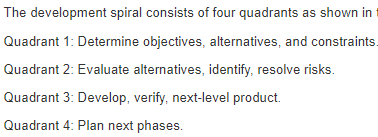 The development spiral consists of four quadrants as shown in
Quadrant 1: Determine objectives, alternatives, and constraints.
Quadrant 2: Evaluate alternatives, identify, resolve risks.
Quadrant 3: Develop, verify, next-level product.
Quadrant 4: Plan next phases.